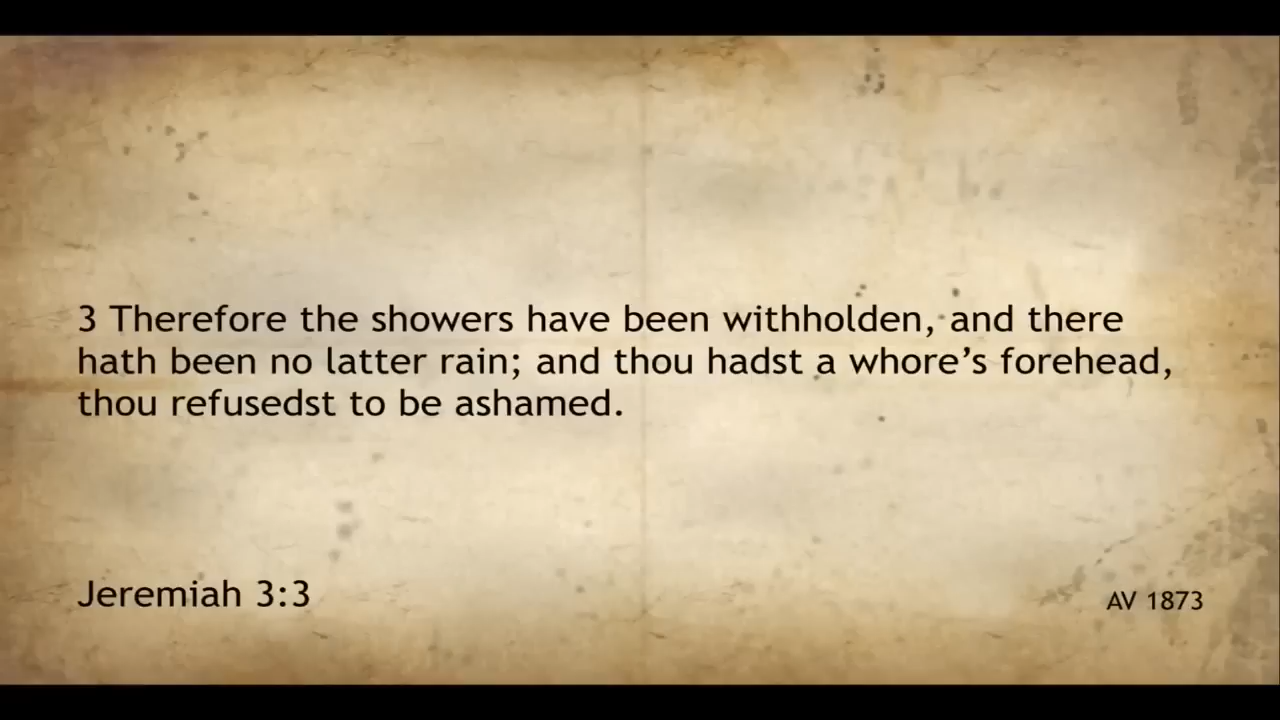 3 Therefore the showers have been withholden, and there
hath been no latter rain; and thou hadst a whore’s forehead,
thou refusedst to be ashamed.
Jeremiah 3:3
AV 1873